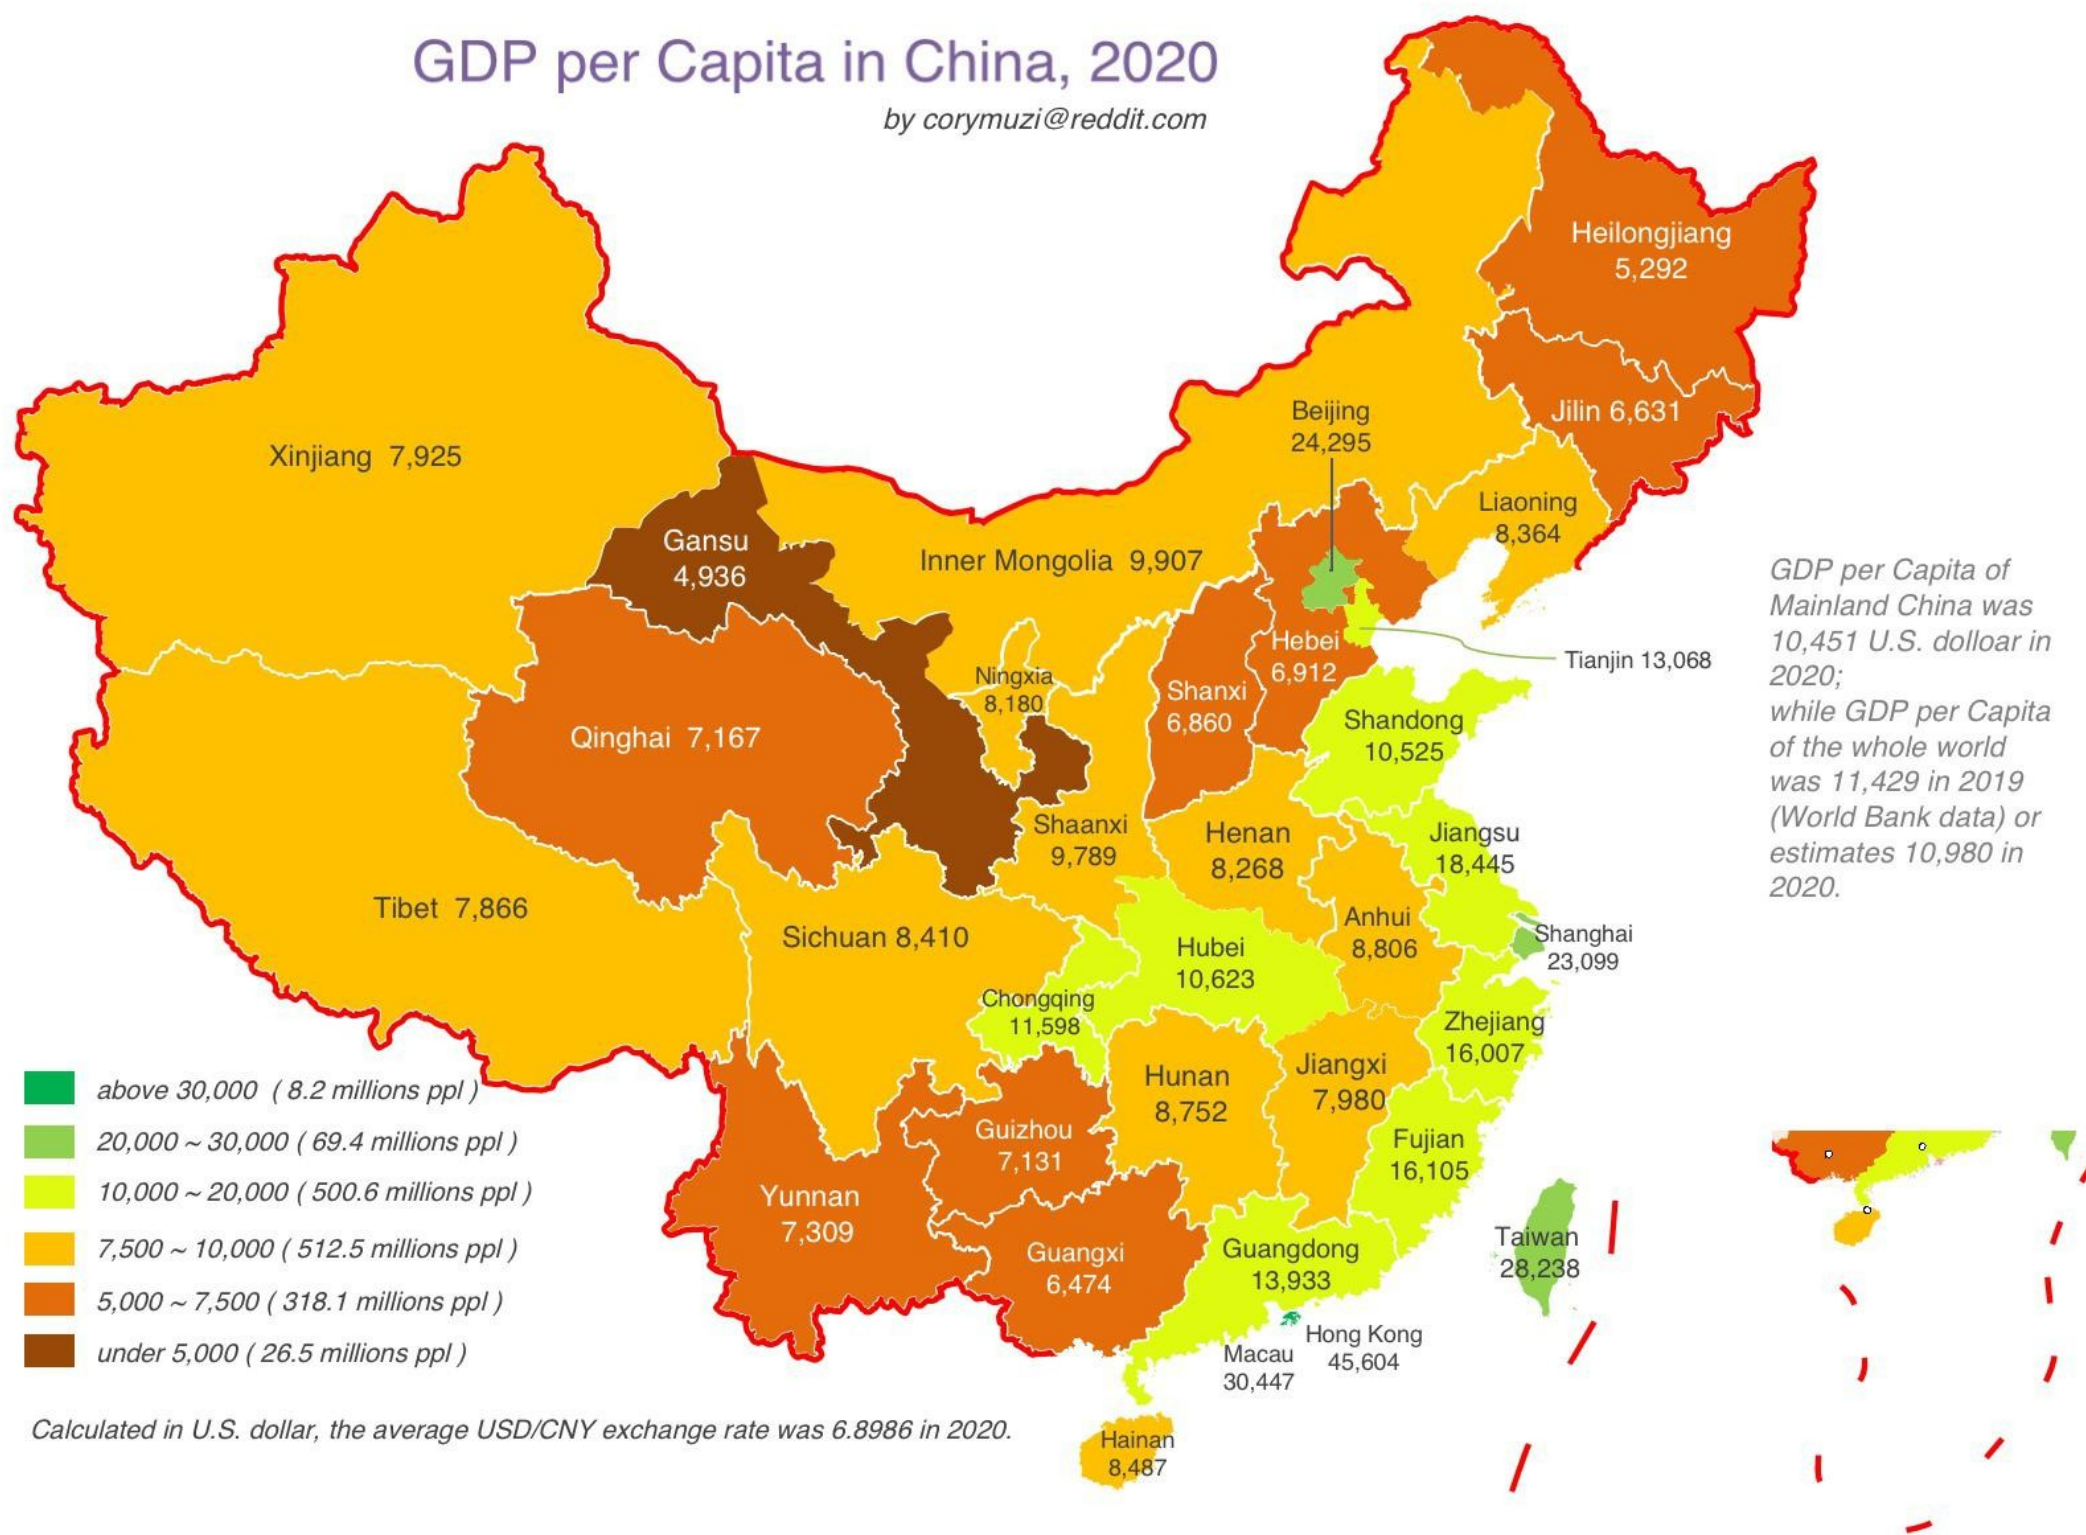 GDP per Capita in China, 2020
by corymuzi@reddit.com
Heilongjiang
5,292
Jilin 6,631
Beijing
24,295
Xinjiang 7,925
Liaoning
8,364
Gansu
4,936
Inner Mongolia 9,907
GDP per Capita of
Mainland China was
10,451 U.S. dolloar in
2020;
while GDP per Capita
of the whole world
was 11,429 in 2019
(World Bank data) or
estimates 10,980 in
2020.
Hebei
6,912
Tianjin 13,068
Ningxia
8,180
Shanxi
6,860
Qinghai 7,167
Shandong
10,525
Shaanxi
9,789
Henan
8,268
Jiangsu
18,445
Tibet 7,866
Sichuan 8,410
Anhui
8,806
Hubei
10,623
Shanghai
23,099
Chongqing
11,598
Zhejiang
16,007
Hunan
8,752
Jiangxi
7,980
Guizhou
7,131
Fujian
16,105
Yunnan
7,309
Guangxi
6,474
Guangdong
13,933
Taiwan
28,238
Hong Kong
45,604
Macau
30,447
Hainan
8,487
above 30,000 ( 8.2 millions ppl )
20,000 ~ 30,000 ( 69.4 millions ppl )
10,000 ~ 20,000 ( 500.6 millions ppl )
7,500 ~ 10,000 ( 512.5 millions ppl )
5,000 ~ 7,500 ( 318.1 millions ppl )
under 5,000 ( 26.5 millions ppl )
Calculated in U.S. dollar, the average USD/CNY exchange rate was 6.8986 in 2020.